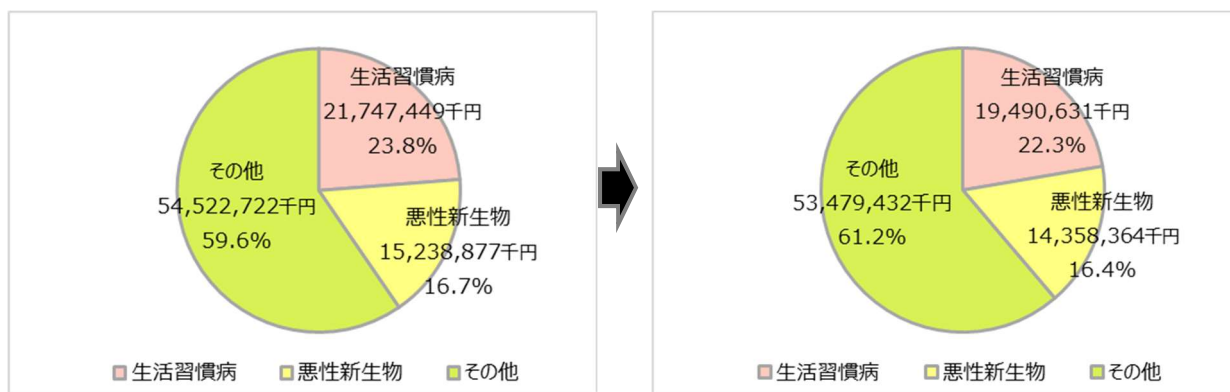 生活習慣病
21,747,449千円
23.8%
その他
54,522,722千円
59.6%
悪性新生物
15,238,877千円
16.7%
生活習慣病 悪性新生物 その他
生活習慣病
19,490,631千円
22.3%
その他
53,479,432千円
61.2%
悪性新生物
14,358,364千円
16.4%
生活習慣病 悪性新生物 その他